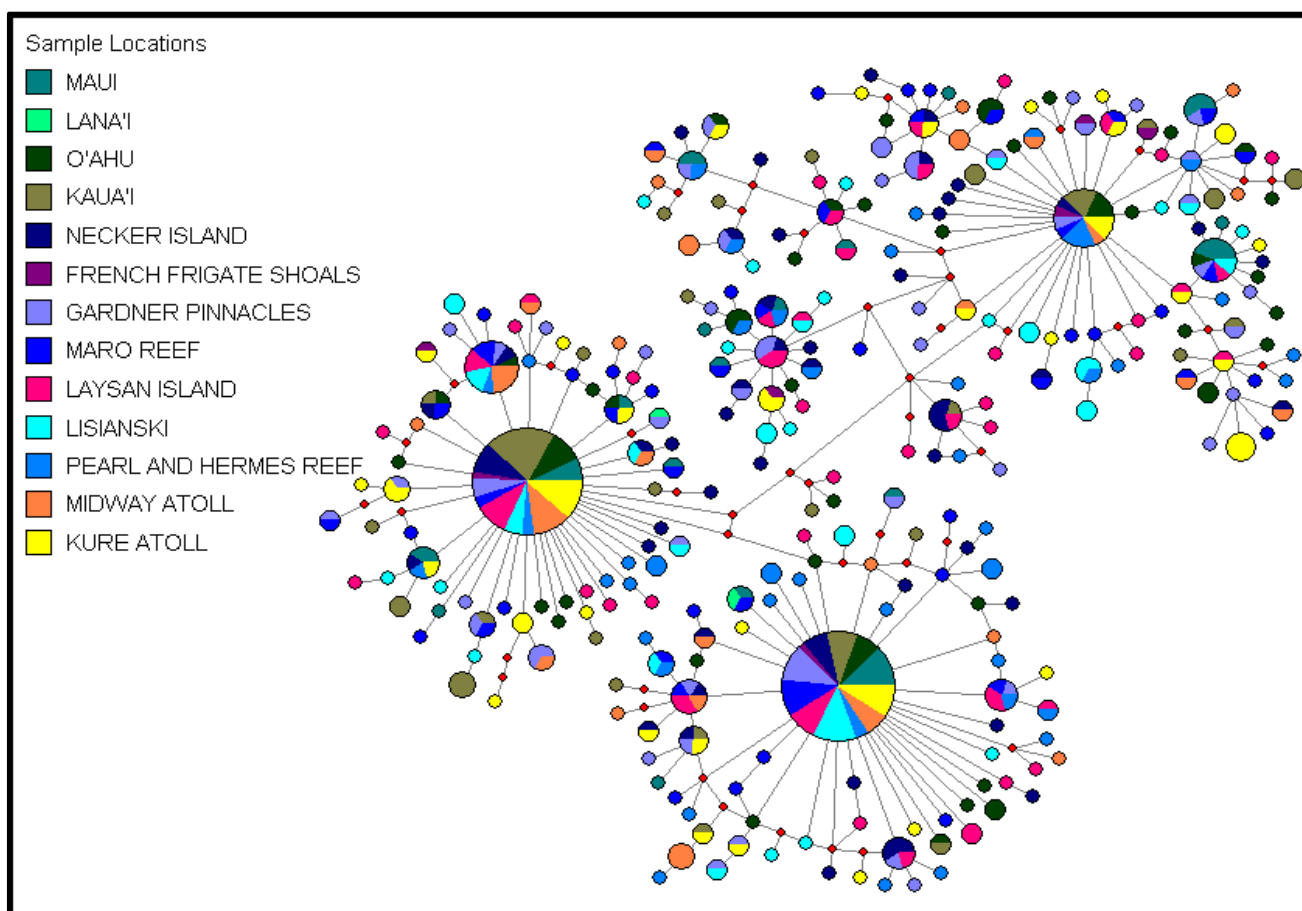 Sample Locations
MAUI
LANA'I
O'AHU
KAUA'I
NECKER ISLAND
FRENCH FRIGATE SHOALS
GARDNER PINNACLES
MARO REEF
LAYSAN ISLAND
LISIANSKI
PEARL AND HERMES REEF
MIDWAY ATOLL
KURE ATOLL